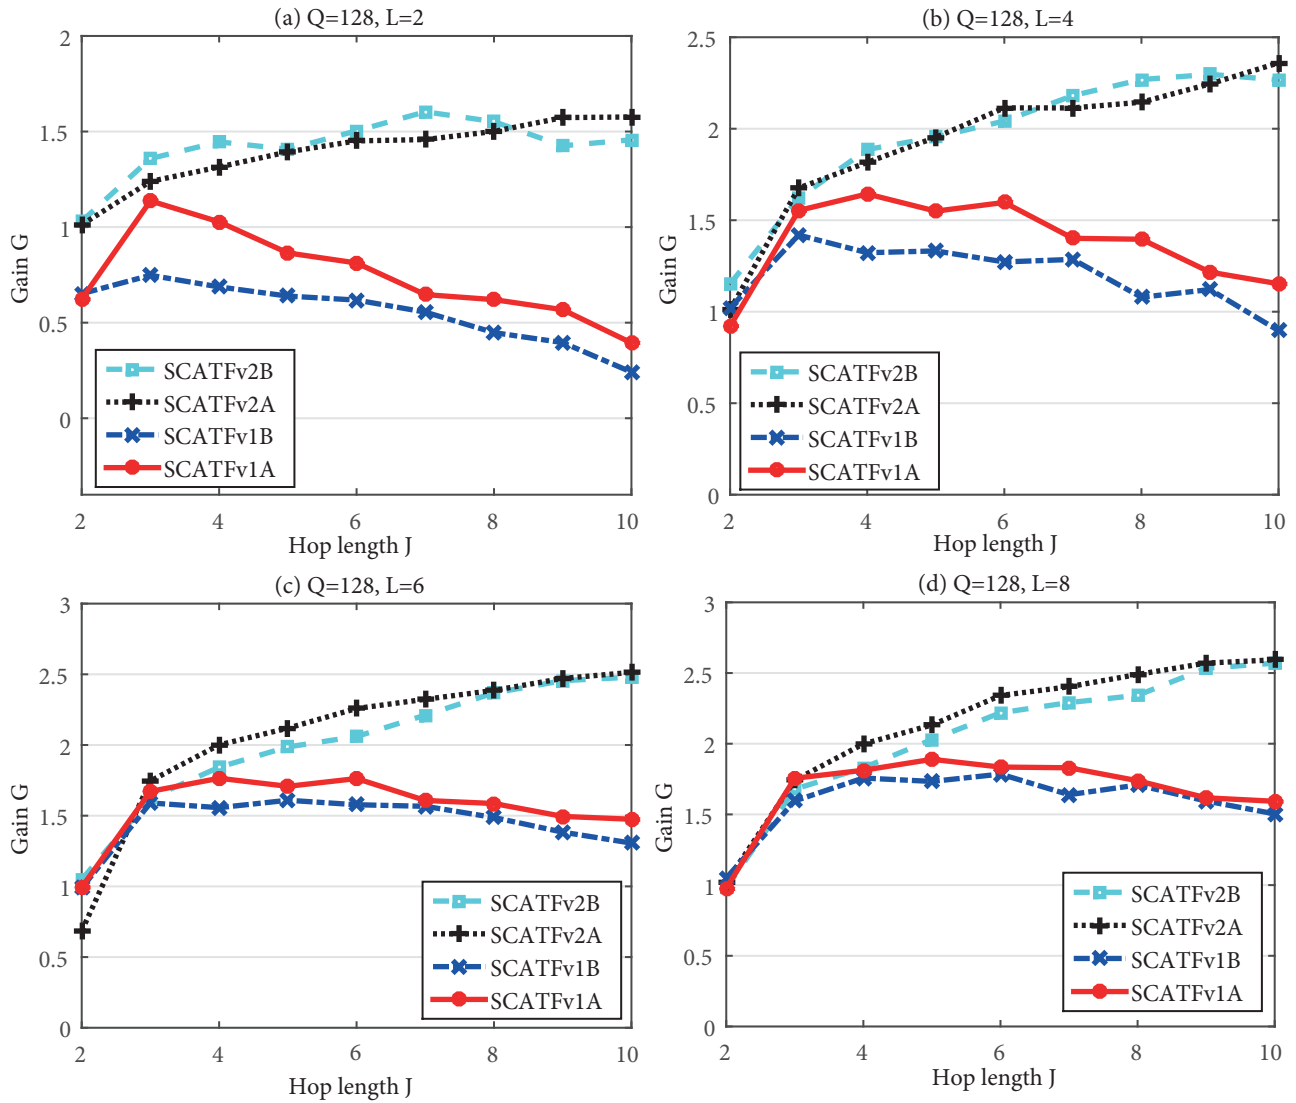 (a) Q=128, L=2
2
1.5
1
0.5
0
Gain G
SCATFv2B
SCATFv2A
SCATFv1B
SCATFv1A
2 4 6 8 10
Hop length J
(b) Q=128, L=4
2.5
2
1.5
1
0.5
0
Gain G
SCATFv2B
SCATFv2A
SCATFv1B
SCATFv1A
2 4 6 8 10
Hop length J
(c) Q=128, L=6
3
2.5
2
1.5
1
0.5
0
Gain G
SCATFv2B
SCATFv2A
SCATFv1B
SCATFv1A
2 4 6 8 10
Hop length J
(d) Q=128, L=8
3
2.5
2
1.5
1
0.5
0
Gain G
SCATFv2B
SCATFv2A
SCATFv1B
SCATFv1A
2 4 6 8 10
Hop length J